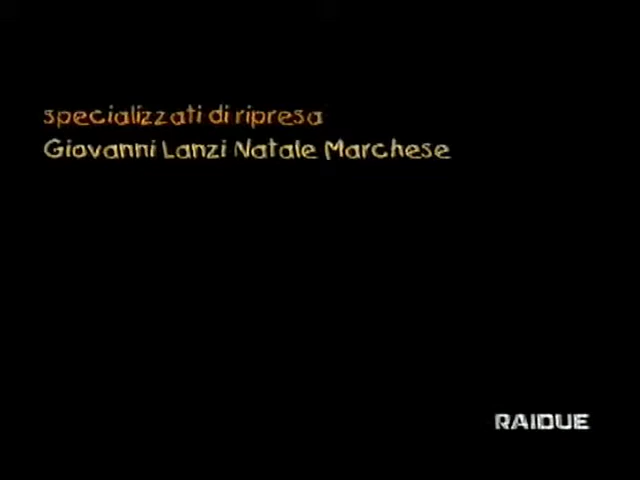 specializzati di ripresa
Giovanni Lanzi Natale Marchese
RAIDUE